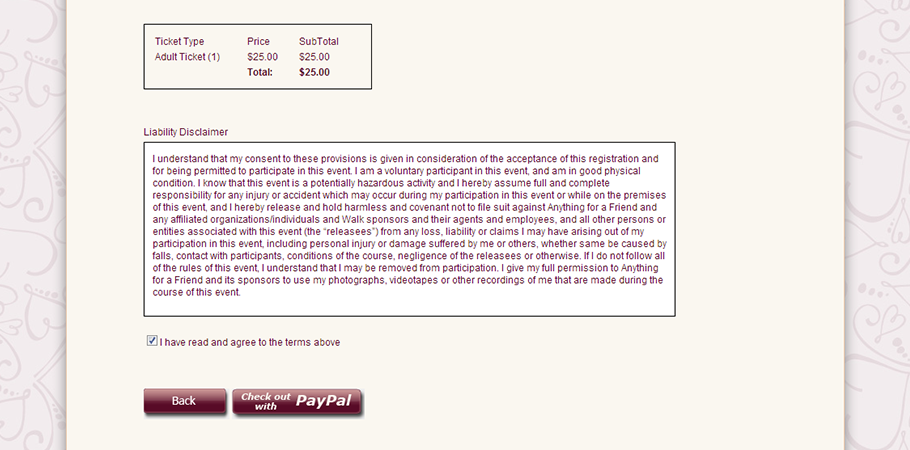 Ticket Type Price SubTotal
Adult Ticket (1) $25.00 $25.00
Total: $25.00
Liability Disclaimer
I understand that my consent to these provisions is given in consideration of the acceptance of this registration and
for being permitted to participate in this event. I am a voluntary participant in this event, and am in good physical
condition. I know that this event is a potentially hazardous activity and I hereby assume full and complete
responsibility for any injury or accident which may occur during my participation in this event or while on the premises
of this event, and I hereby release and hold harmless and covenant not to file suit against Anything for a Friend and
any affiliated organizations/individuals and Walk sponsors and their agents and employees, and all other persons or
entities associated with this event (the “releasees”) from any loss, liability or claims I may have arising out of my
participation in this event, including personal injury or damage suffered by me or others, whether same be caused by
falls, contact with participants, conditions of the course, negligence of the releasees or otherwise. If I do not follow all
of the rules of this event, I understand that I may be removed from participation. I give my full permission to Anything
for a Friend and its sponsors to use my photographs, videotapes or other recordings of me that are made during the
course of this event.
I have read and agree to the terms above
Back Check out with PayPal